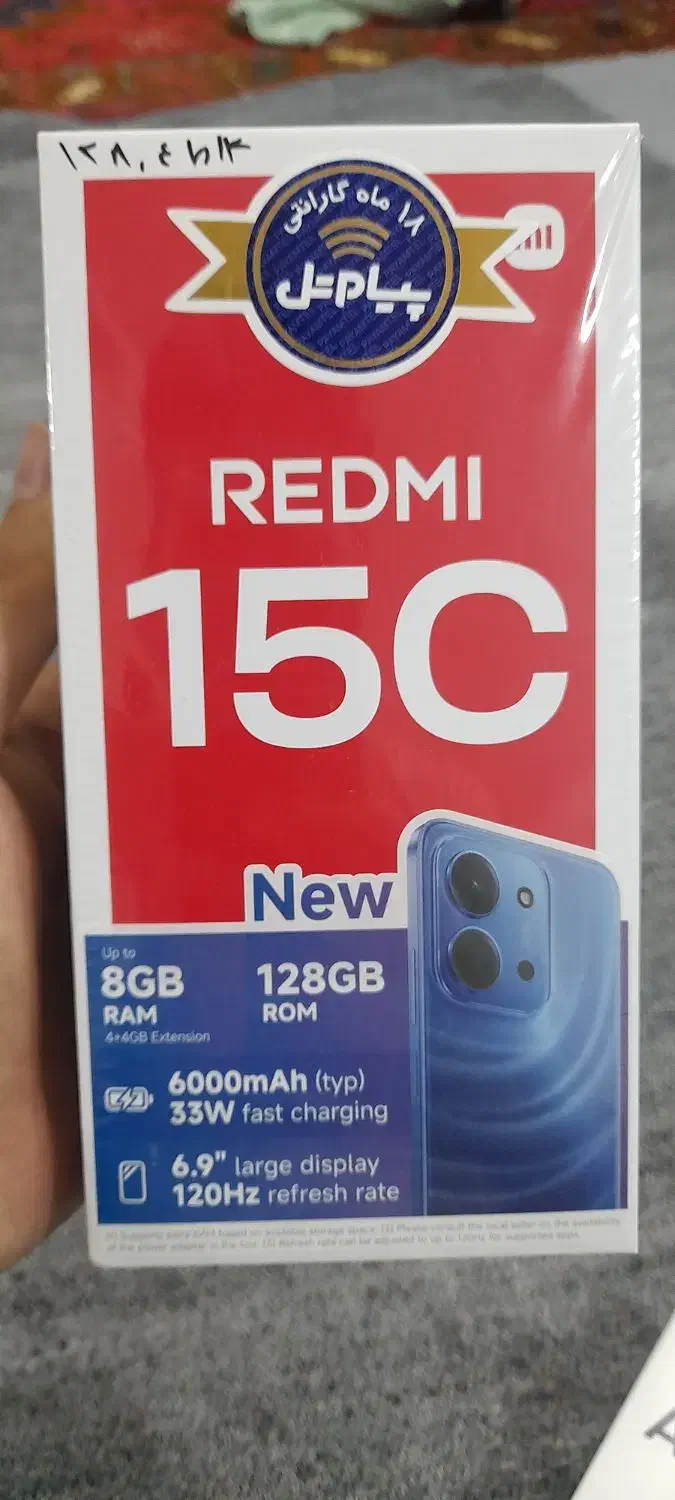 ۱۲۸,۴
۱۸ ماه گارانتی
پیام‌تل
REDMI
15C
New
Up to
8GB 128GB
RAM ROM
4+4GB Extension
6000mAh (typ)
33W fast charging
6.9" large display
120Hz refresh rate